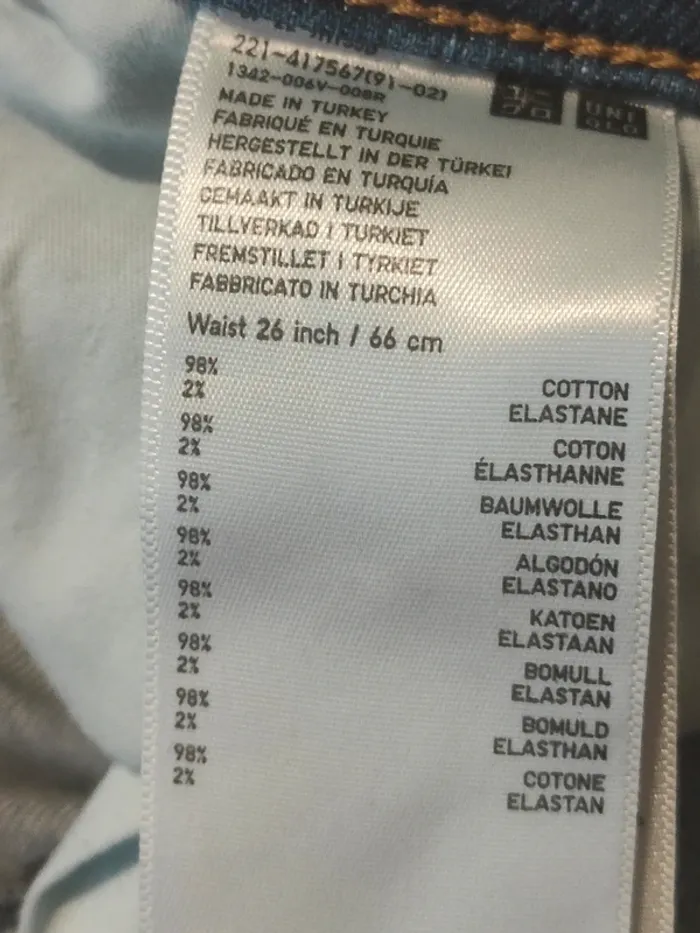 221-417567(91-02)
1342-006V-008R
UNI
QLO
MADE IN TURKEY
FABRIQUÉ EN TURQUIE
HERGESTELLT IN DER TÜRKEI
FABRICADO EN TURQUÍA
GEMAAKT IN TURKIJE
TILLVERKAD I TURKIET
FREMSTILLET I TYRKIET
FABBRICATO IN TURCHIA
Waist 26 inch / 66 cm
98% COTTON
2% ELASTANE
98% COTON
2% ÉLASTHANNE
98% BAUMWOLLE
2% ELASTHAN
98% ALGODÓN
2% ELASTANO
98% KATOEN
2% ELASTAAN
98% BOMULL
2% ELASTAN
98% BOMULD
2% ELASTHAN
98% COTONE
2% ELASTAN